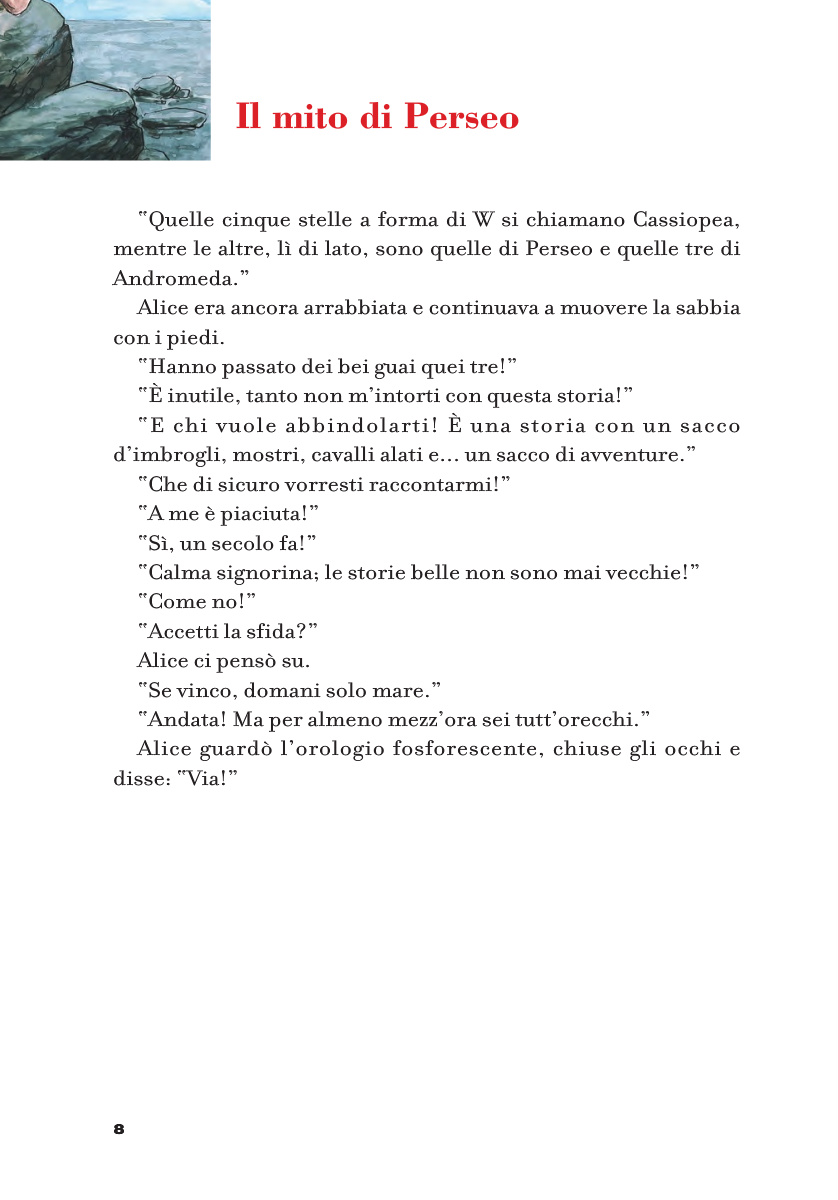 Il mito di Perseo
“Quelle cinque stelle a forma di W si chiamano Cassiopea,
mentre le altre, lì di lato, sono quelle di Perseo e quelle tre di
Andromeda.”
Alice era ancora arrabbiata e continuava a muovere la sabbia
con i piedi.
“Hanno passato dei bei guai quei tre!”
“È inutile, tanto non m’intorti con questa storia!”
“E chi vuole abbindolarti! È una storia con un sacco
d’imbrogli, mostri, cavalli alati e... un sacco di avventure.”
“Che di sicuro vorresti raccontarmi!”
“A me è piaciuta!”
“Sì, un secolo fa!”
“Calma signorina; le storie belle non sono mai vecchie!”
“Come no!”
“Accetti la sfida?”
Alice ci pensò su.
“Se vinco, domani solo mare.”
“Andata! Ma per almeno mezz’ora sei tutt’orecchi.”
Alice guardò l’orologio fosforescente, chiuse gli occhi e
disse: “Via!”
8